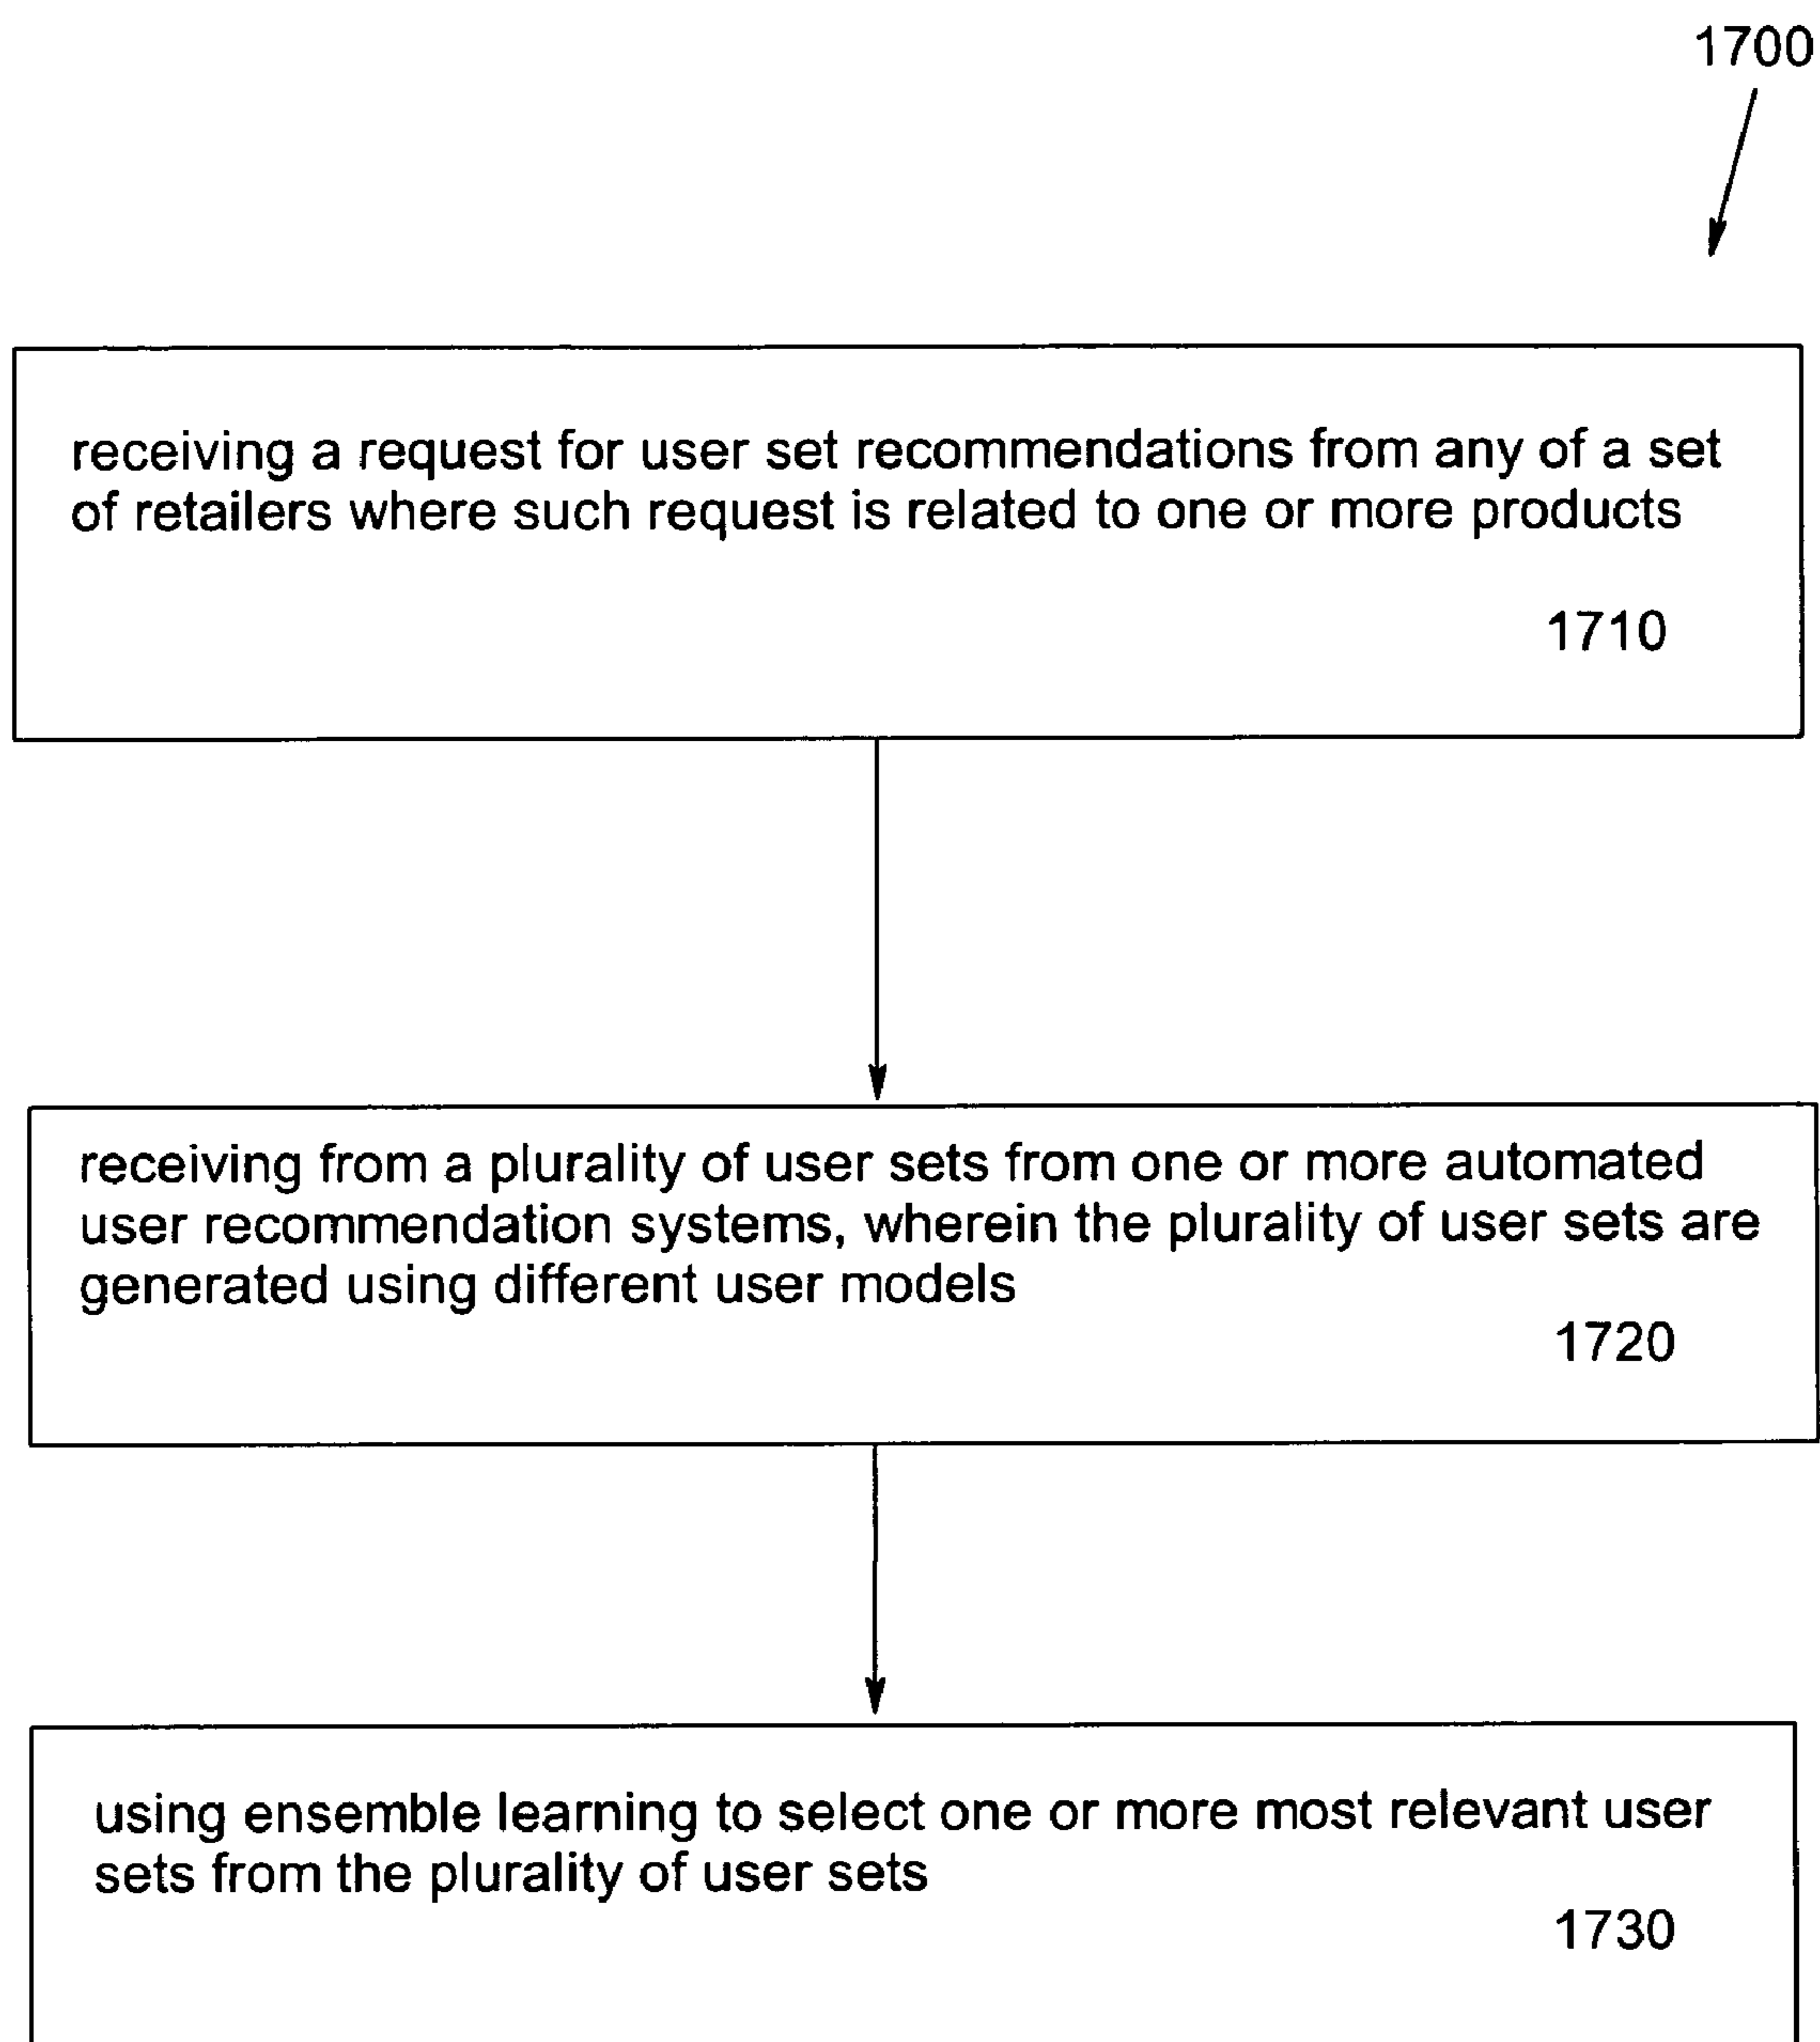 1700
receiving a request for user set recommendations from any of a set
of retailers where such request is related to one or more products
1710
receiving from a plurality of user sets from one or more automated
user recommendation systems, wherein the plurality of user sets are
generated using different user models
1720
using ensemble learning to select one or more most relevant user
sets from the plurality of user sets
1730